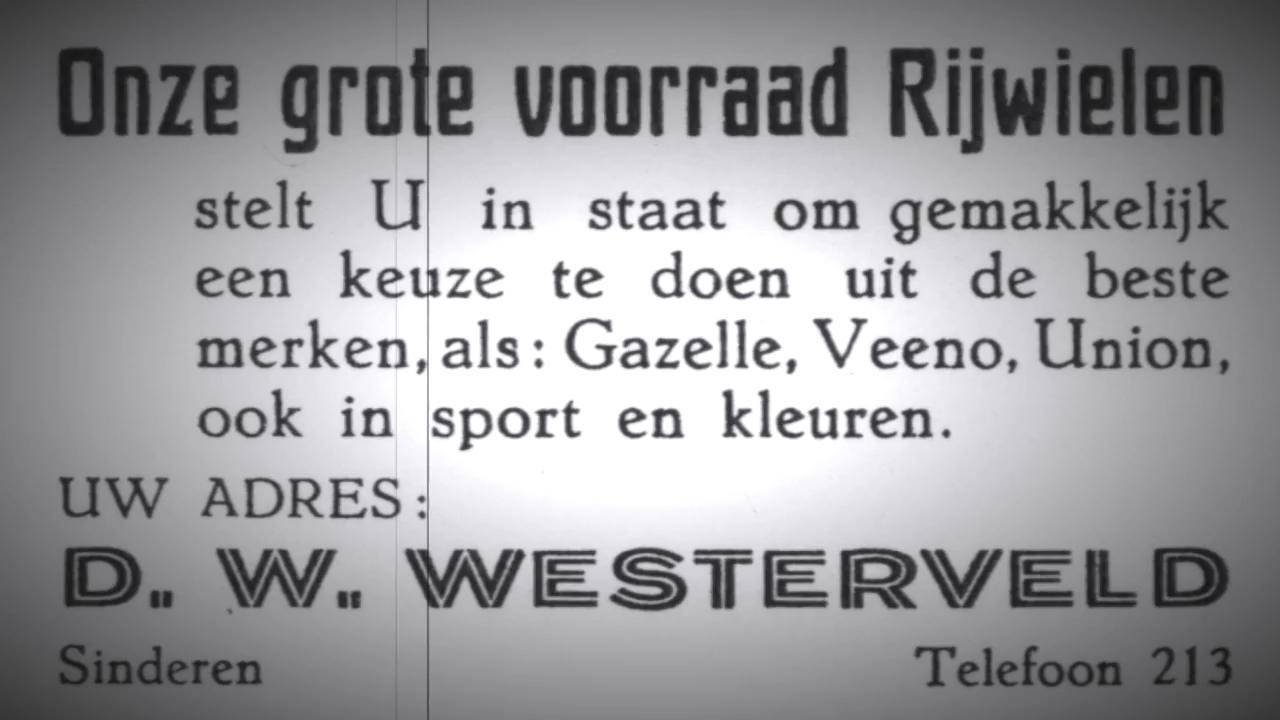 Onze grote voorraad Rijwielen
stelt U in staat om gemakkelijk
een keuze te doen uit de beste
merken, als: Gazelle, Veeno, Union,
ook in sport en kleuren.
UW ADRES:
D. W. WESTERVELD
Sinderen Telefoon 213